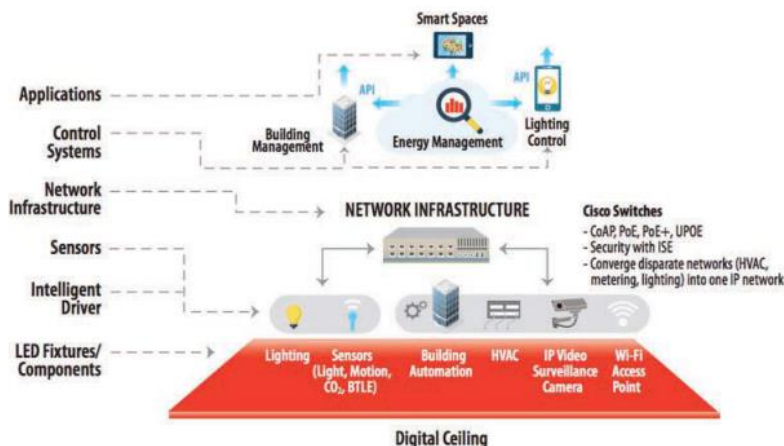 Smart Spaces
API
API
Applications
Building
Management
Energy Management
Lighting
Control
Control
Systems
Network
Infrastructure
NETWORK INFRASTRUCTURE
Cisco Switches
- CoAP, PoE, PoE+, UPOE
- Security with ISE
- Converge disparate networks (HVAC,
metering, lighting) into one IP network
Sensors
Intelligent
Driver
LED Fixtures/
Components
Lighting
Sensors
(Light, Motion,
CO₂, BTLE)
Building
Automation
HVAC
IP Video
Surveillance
Camera
Wi-Fi
Access
Point
Digital Ceiling